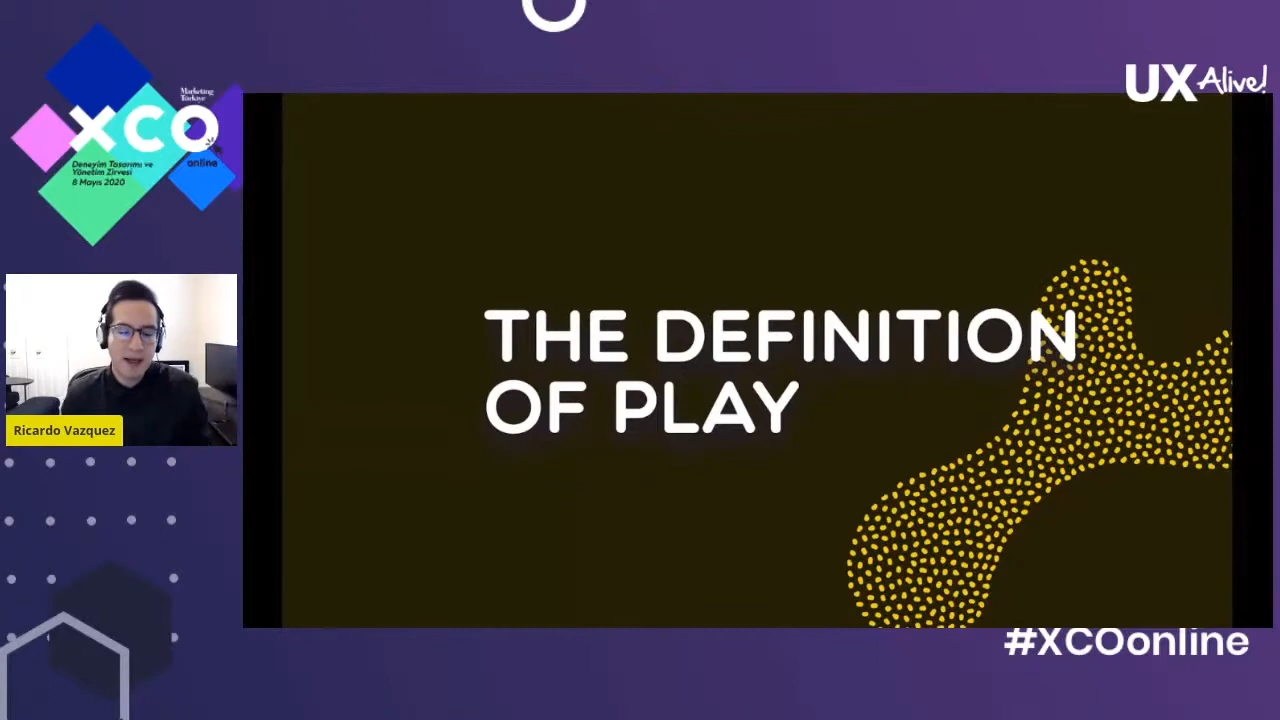 Marketing
Türkiye
XCO
online
Deneyim Tasarımı ve
Yönetim Zirvesi
8 Mayıs 2020
UX Alive!
THE DEFINITION
OF PLAY
Ricardo Vazquez
#XCOonline